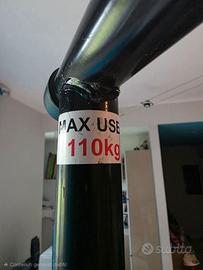 MAX USE
110kg
subito